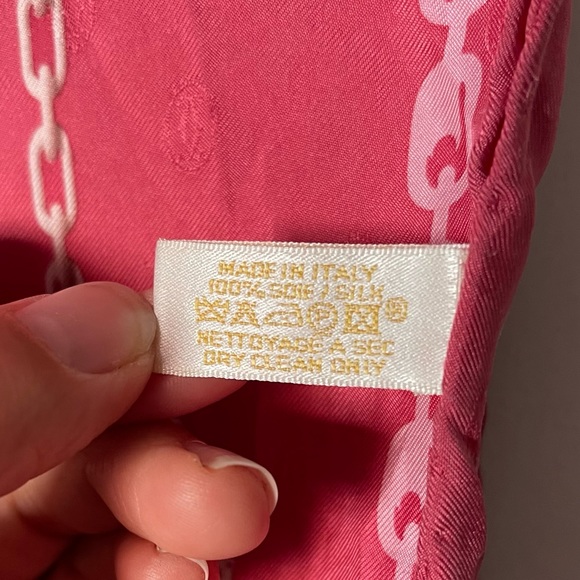 MADE IN ITALY
100% SOIE / SILK
P ®
NETTOYAGE A SEC
DRY CLEAN ONLY